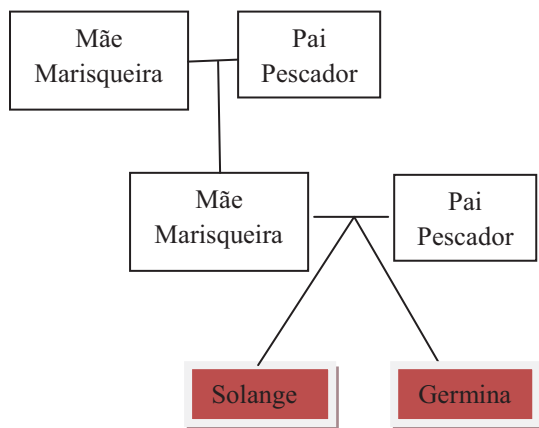 Mãe
Marisqueira
Pai
Pescador
Mãe
Marisqueira
Pai
Pescador
Solange
Germina